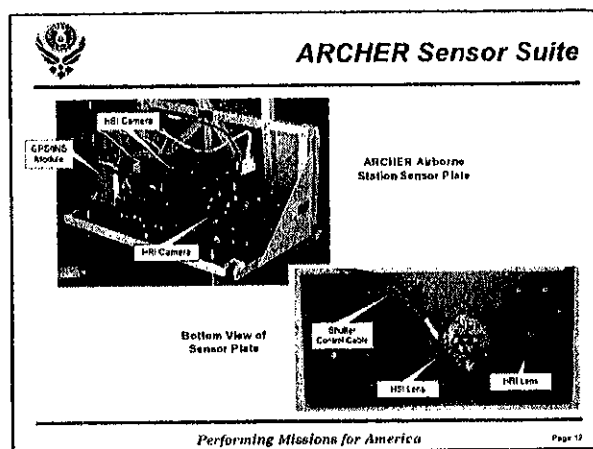 ARCHER Sensor Suite
HSI Camera
GPS/INS
Module
ARCHER Airborne
Station Sensor Plate
HRI Camera
Bottom View of
Sensor Plate
Shutter
Control Cable
HSI Lens
HRI Lens
Performing Missions for America
Page 12